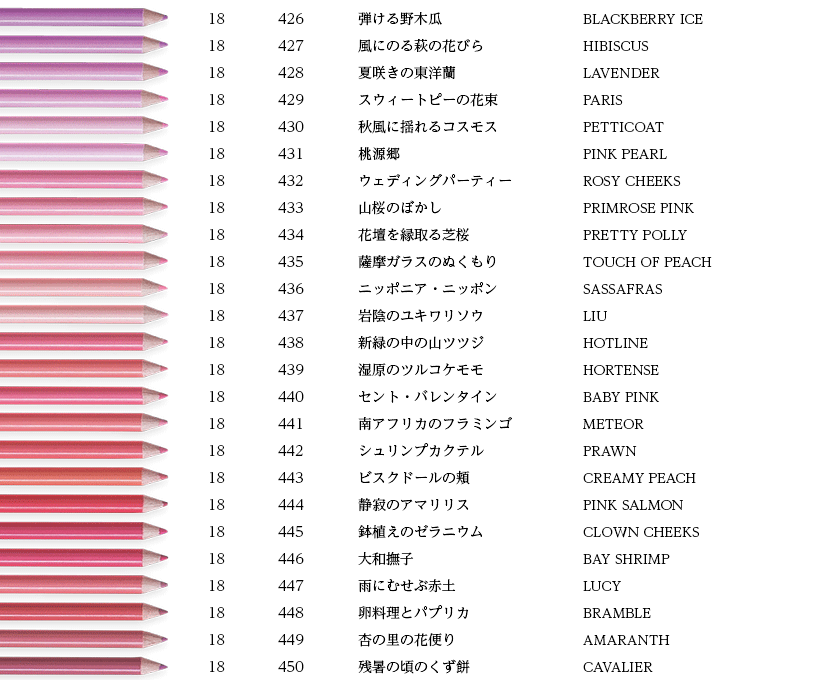 18 426 弾ける野木瓜 BLACKBERRY ICE
18 427 風にのる萩の花びら HIBISCUS
18 428 夏咲きの東洋蘭 LAVENDER
18 429 スウィートピーの花束 PARIS
18 430 秋風に揺れるコスモス PETTICOAT
18 431 桃源郷 PINK PEARL
18 432 ウェディングパーティー ROSY CHEEKS
18 433 山桜のぼかし PRIMROSE PINK
18 434 花壇を縁取る芝桜 PRETTY POLLY
18 435 薩摩ガラスのぬくもり TOUCH OF PEACH
18 436 ニッポニア・ニッポン SASSAFRAS
18 437 岩陰のユキワリソウ LIU
18 438 新緑の中の山ツツジ HOTLINE
18 439 湿原のツルコケモモ HORTENSE
18 440 セント・バレンタイン BABY PINK
18 441 南アフリカのフラミンゴ METEOR
18 442 シュリンプカクテル PRAWN
18 443 ビスクドールの頬 CREAMY PEACH
18 444 静寂のアマリリス PINK SALMON
18 445 鉢植えのゼラニウム CLOWN CHEEKS
18 446 大和撫子 BAY SHRIMP
18 447 雨にむせぶ赤土 LUCY
18 448 卵料理とパプリカ BRAMBLE
18 449 杏の里の花便り AMARANTH
18 450 残暑の頃のくず餅 CAVALIER